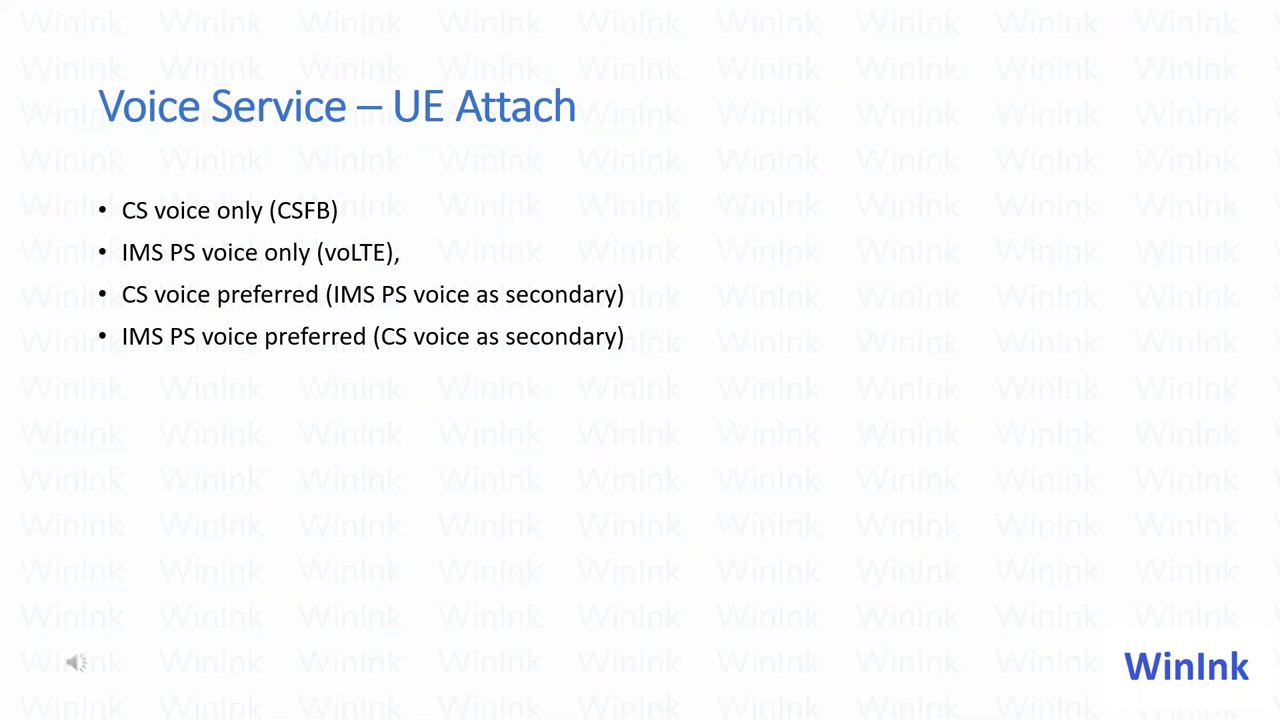 Voice Service – UE Attach
• CS voice only (CSFB)
• IMS PS voice only (voLTE),
• CS voice preferred (IMS PS voice as secondary)
• IMS PS voice preferred (CS voice as secondary)
WinInk